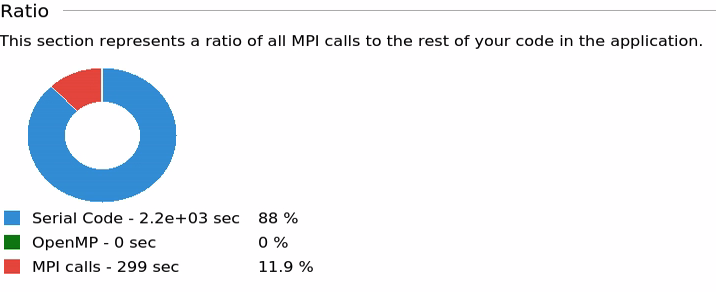 Ratio
This section represents a ratio of all MPI calls to the rest of your code in the application.
Serial Code - 2.2e+03 sec 88 %
OpenMP - 0 sec 0 %
MPI calls - 299 sec 11.9 %